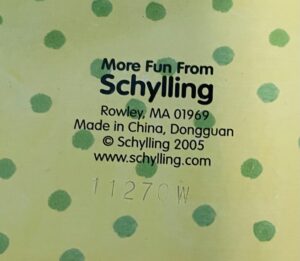 More Fun From
Schylling
Rowley, MA 01969
Made in China, Dongguan
© Schylling 2005
www.schylling.com
11270W